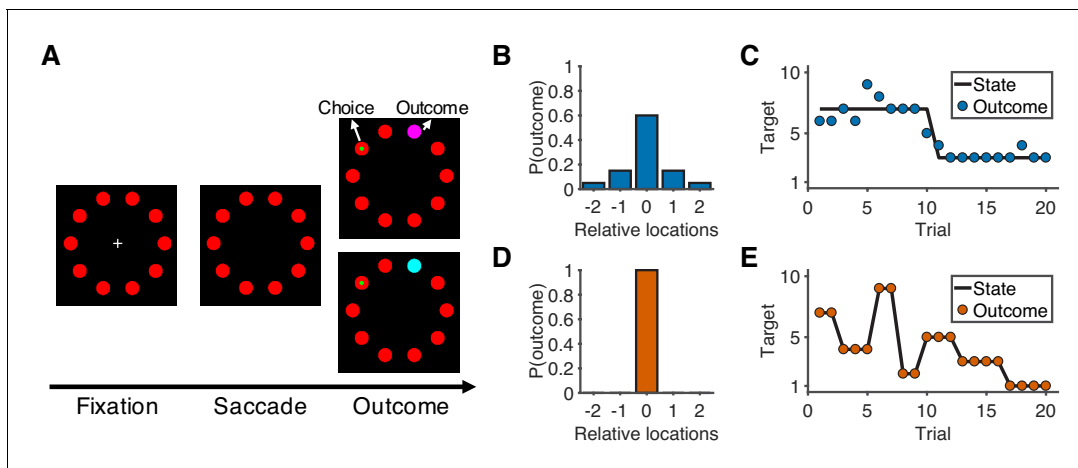 A
Choice Outcome
Fixation Saccade Outcome
B
P(outcome)
1
0.8
0.6
0.4
0.2
0
-2 -1 0 1 2
Relative locations
C
Target
10
5
1
State
Outcome
0 5 10 15 20
Trial
D
P(outcome)
1
0.8
0.6
0.4
0.2
0
-2 -1 0 1 2
Relative locations
E
Target
10
5
1
State
Outcome
0 5 10 15 20
Trial